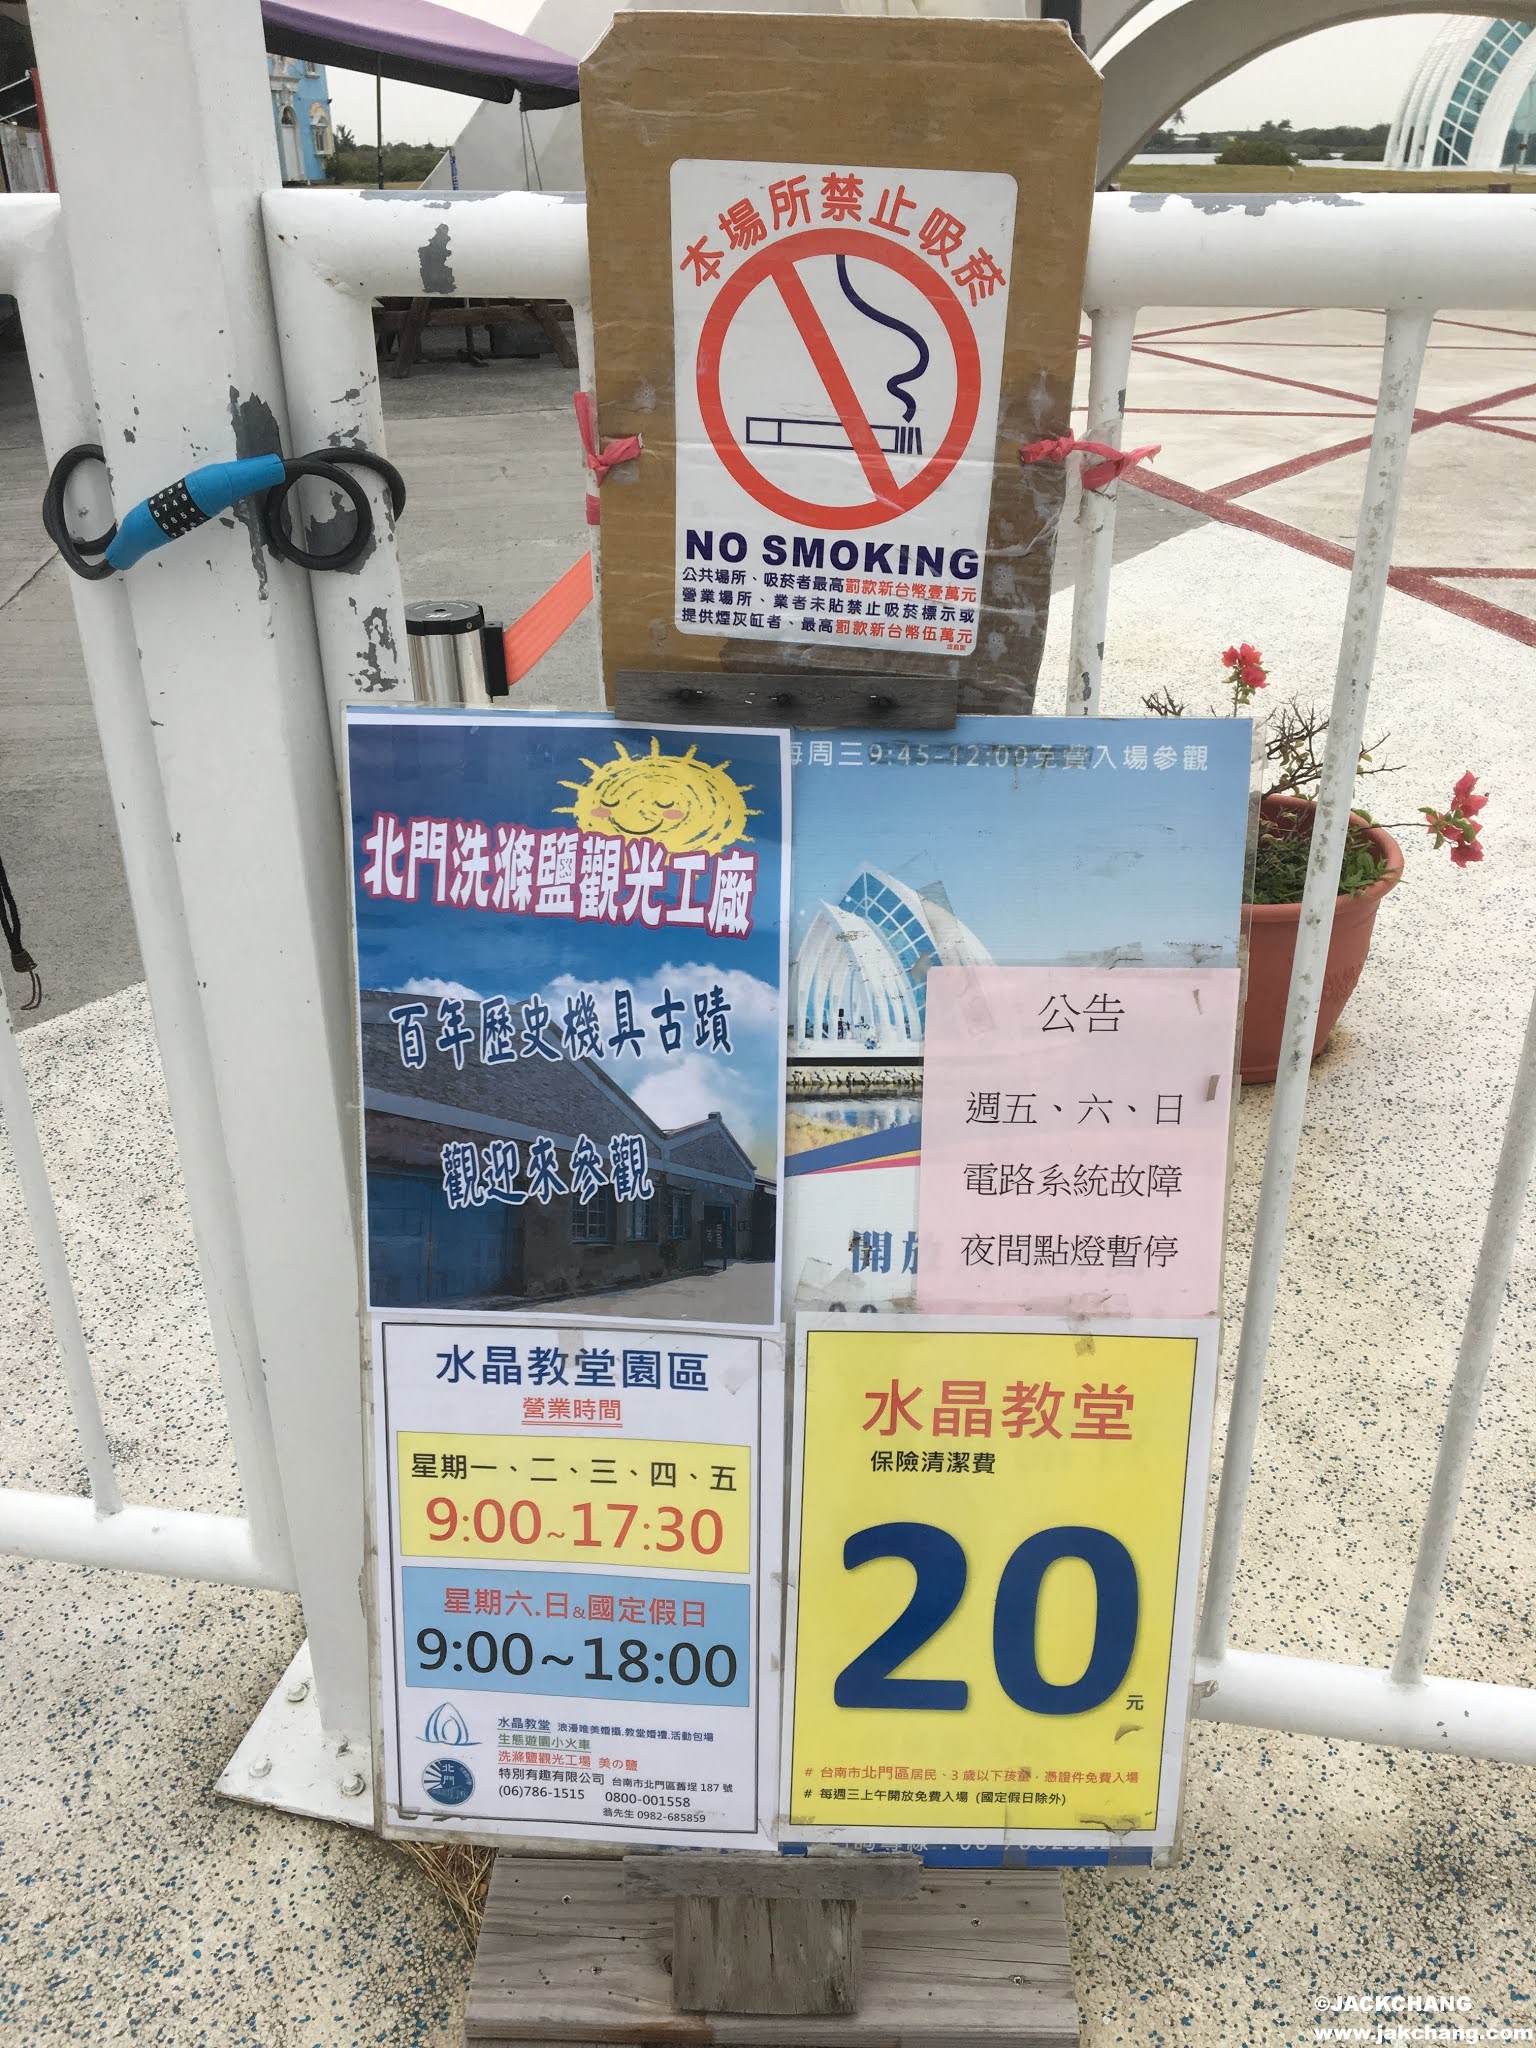 本場所禁止吸菸
NO SMOKING
公共場所、吸菸者最高罰款新台幣壹萬元
營業場所、業者未貼禁止吸菸標示或
提供煙灰缸者、最高罰款新台幣伍萬元
北門洗滌鹽觀光工廠
百年歷史機具古蹟
觀迎來參觀
每周三9:45-12:00免費入場參觀
公告
週五、六、日
電路系統故障
夜間點燈暫停
開放
水晶教堂園區
營業時間
星期一、二、三、四、五
9:00~17:30
星期六.日&國定假日
9:00~18:00
水晶教堂 浪漫唯美婚攝.教堂婚禮.活動包場
生態遊園小火車
洗滌鹽觀光工場 美の鹽
特別有趣有限公司 台南市北門區舊埕 187 號
(06)786-1515 0800-001558
翁先生 0982-685859
北門
水晶教堂
保險清潔費
20
元
# 台南市北門區居民、3 歲以下孩童，憑證件免費入場
# 每週三上午開放免費入場 (國定假日除外)
©JACKCHANG
www.jakchang.com